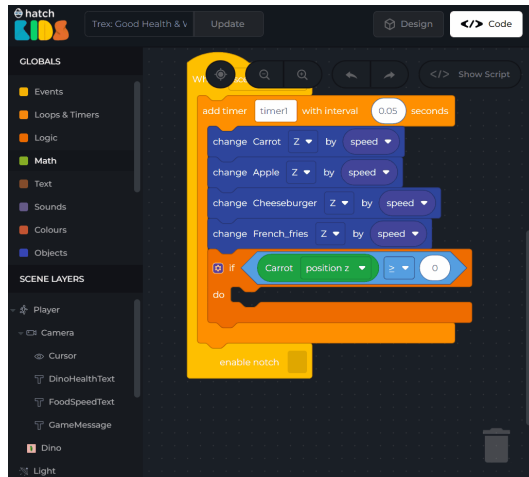 hatch
KIDS
Trex: Good Health & V
Update
Design
</> Code
GLOBALS
Events
Loops & Timers
Logic
Math
Text
Sounds
Colours
Objects
SCENE LAYERS
Player
Camera
Cursor
DinoHealthText
FoodSpeedText
GameMessage
Dino
Light
</> Show Script
add timer timer1 with interval 0.05 seconds
change Carrot Z by speed
change Apple Z by speed
change Cheeseburger Z by speed
change French_fries Z by speed
if Carrot position z ≥ 0
do
enable notch